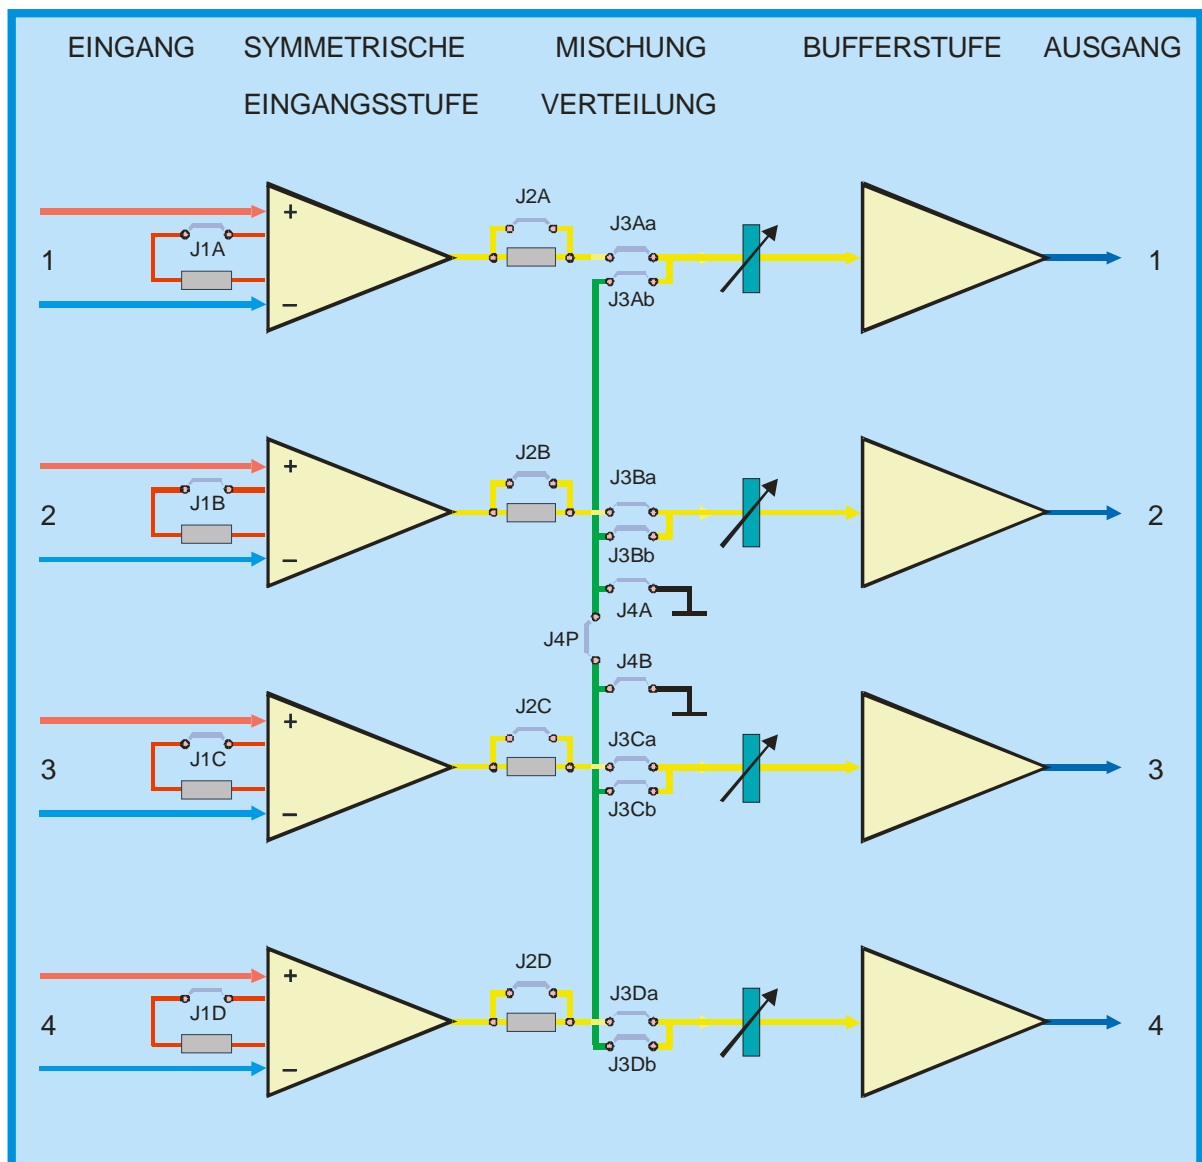 EINGANG SYMMETRISCHE MISCHUNG BUFFERSTUFE AUSGANG
EINGANGSSTUFE VERTEILUNG
J2A
+ J3Aa
J1A
1 1
− J3Ab
J2B
+ J3Ba
J1B
2 2
− J3Bb
J4A
J4P
J4B
J2C
+ J3Ca
J1C
3 3
− J3Cb
J2D
+ J3Da
J1D
4 4
− J3Db